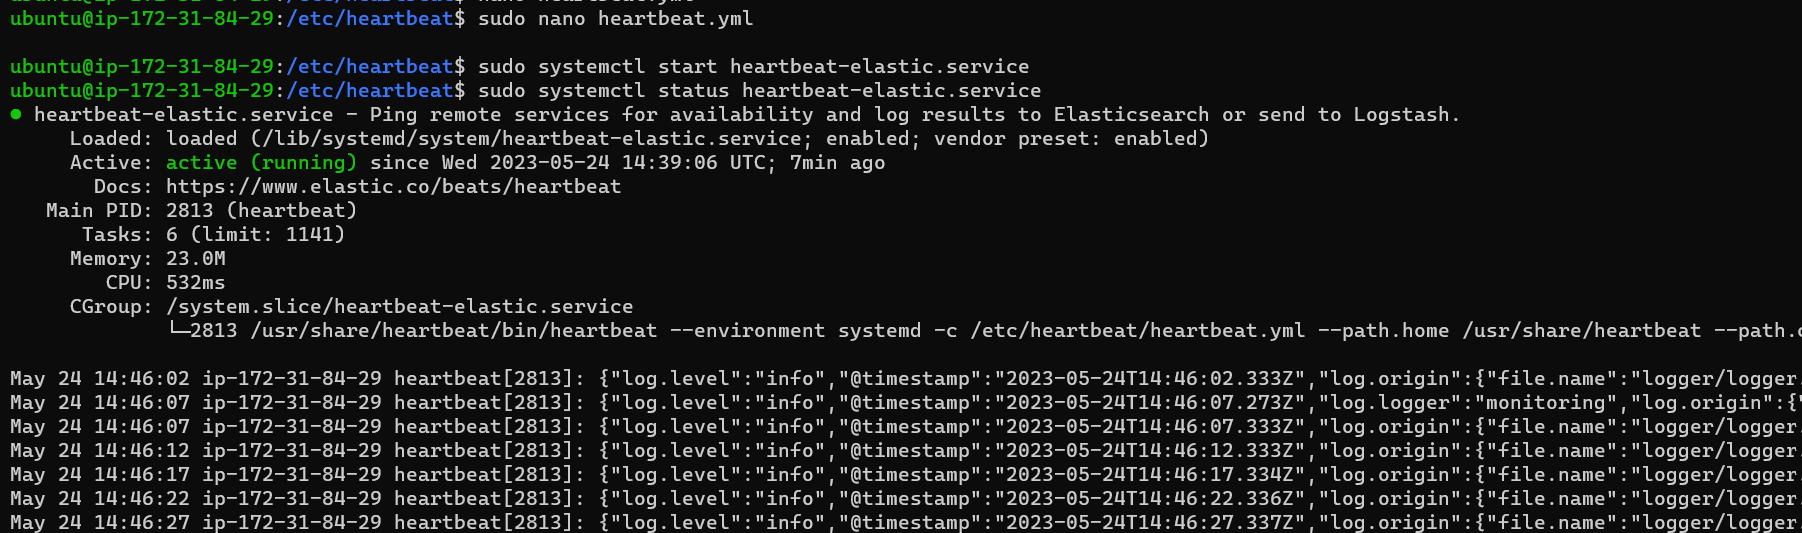 ubuntu@ip-172-31-84-29:/etc/heartbeat$ sudo nano heartbeat.yml
ubuntu@ip-172-31-84-29:/etc/heartbeat$ sudo systemctl start heartbeat-elastic.service
ubuntu@ip-172-31-84-29:/etc/heartbeat$ sudo systemctl status heartbeat-elastic.service
● heartbeat-elastic.service - Ping remote services for availability and log results to Elasticsearch or send to Logstash.
Loaded: loaded (/lib/systemd/system/heartbeat-elastic.service; enabled; vendor preset: enabled)
Active: active (running) since Wed 2023-05-24 14:39:06 UTC; 7min ago
Docs: https://www.elastic.co/beats/heartbeat
Main PID: 2813 (heartbeat)
Tasks: 6 (limit: 1141)
Memory: 23.0M
CPU: 532ms
CGroup: /system.slice/heartbeat-elastic.service
└─2813 /usr/share/heartbeat/bin/heartbeat --environment systemd -c /etc/heartbeat/heartbeat.yml --path.home /usr/share/heartbeat --path.c
May 24 14:46:02 ip-172-31-84-29 heartbeat[2813]: {"log.level":"info","@timestamp":"2023-05-24T14:46:02.333Z","log.origin":{"file.name":"logger/logger.
May 24 14:46:07 ip-172-31-84-29 heartbeat[2813]: {"log.level":"info","@timestamp":"2023-05-24T14:46:07.273Z","log.logger":"monitoring","log.origin":{"
May 24 14:46:07 ip-172-31-84-29 heartbeat[2813]: {"log.level":"info","@timestamp":"2023-05-24T14:46:07.333Z","log.origin":{"file.name":"logger/logger.
May 24 14:46:12 ip-172-31-84-29 heartbeat[2813]: {"log.level":"info","@timestamp":"2023-05-24T14:46:12.333Z","log.origin":{"file.name":"logger/logger.
May 24 14:46:17 ip-172-31-84-29 heartbeat[2813]: {"log.level":"info","@timestamp":"2023-05-24T14:46:17.334Z","log.origin":{"file.name":"logger/logger.
May 24 14:46:22 ip-172-31-84-29 heartbeat[2813]: {"log.level":"info","@timestamp":"2023-05-24T14:46:22.336Z","log.origin":{"file.name":"logger/logger.
May 24 14:46:27 ip-172-31-84-29 heartbeat[2813]: {"log.level":"info","@timestamp":"2023-05-24T14:46:27.337Z","log.origin":{"file.name":"logger/logger.